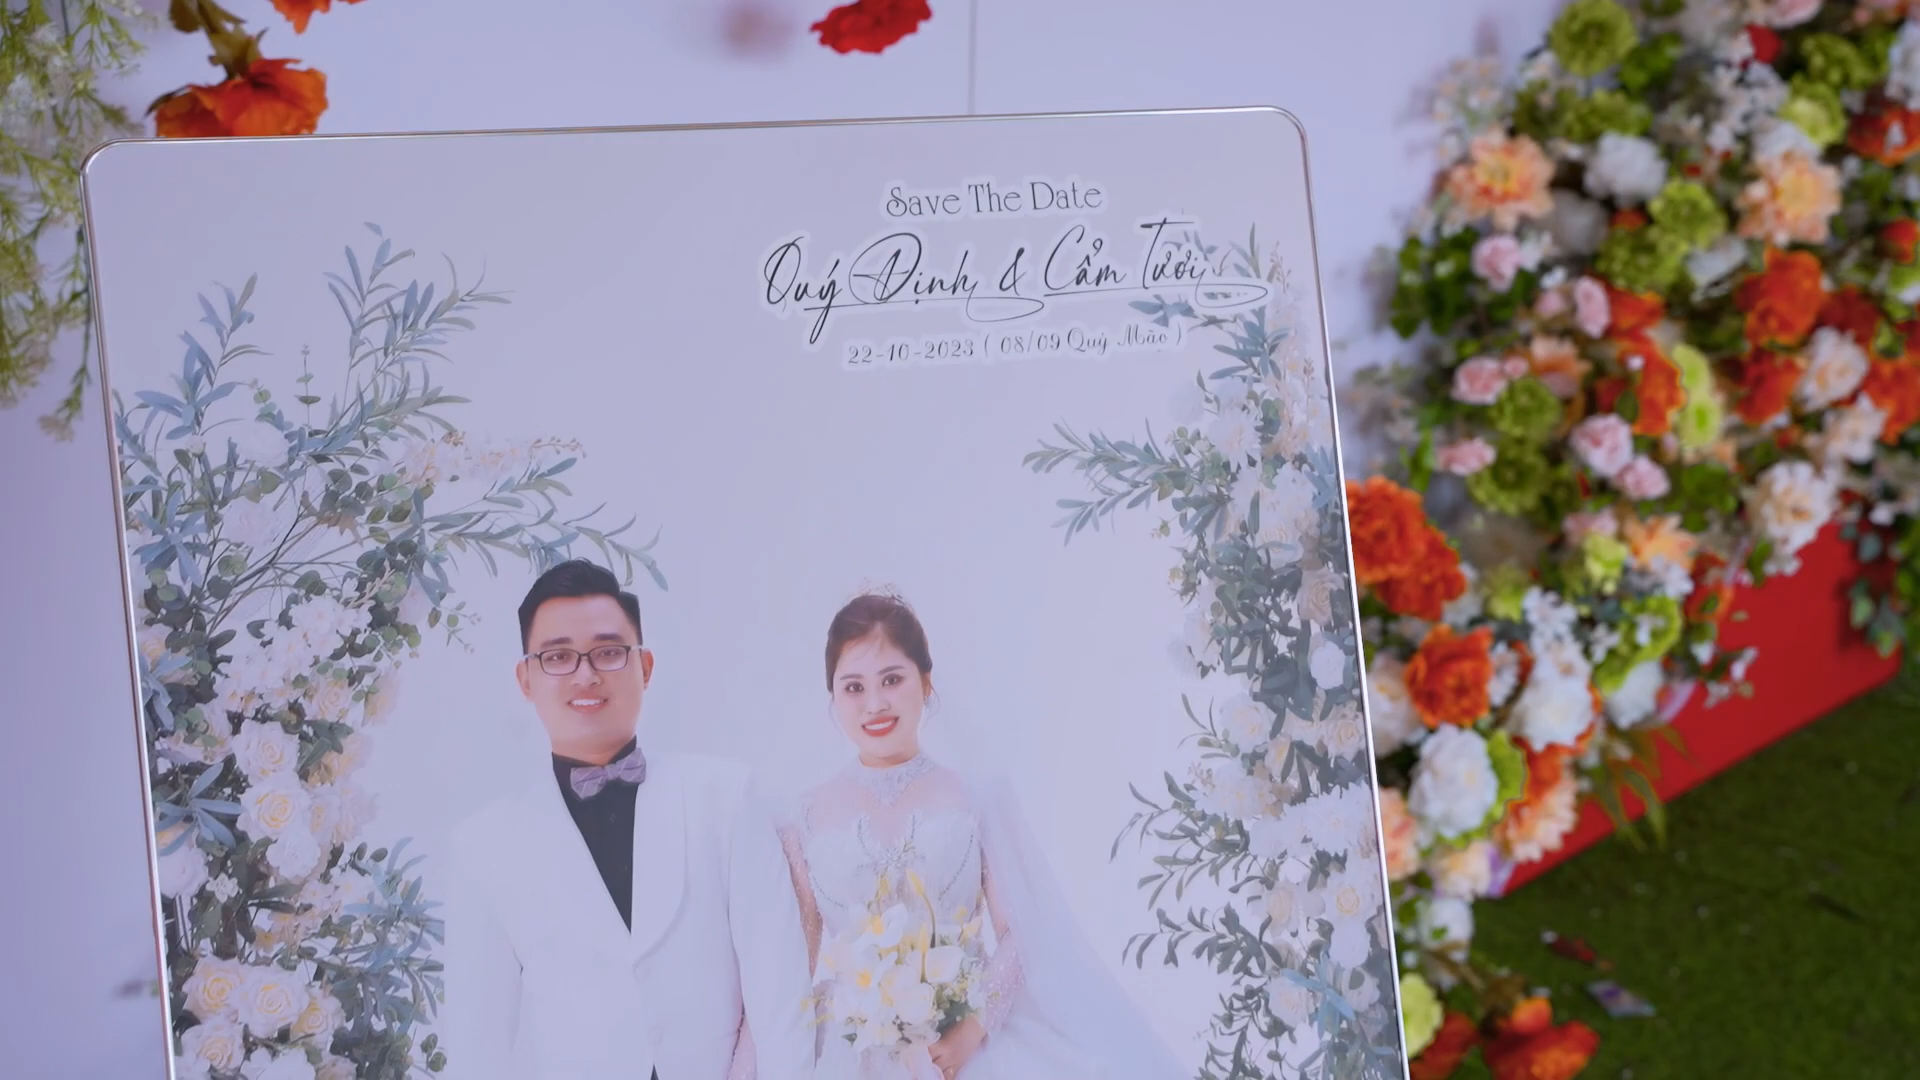 Save The Date
Quý Định & Cẩm Tươi
22-10-2023 ( 08/09 Quý Mão )